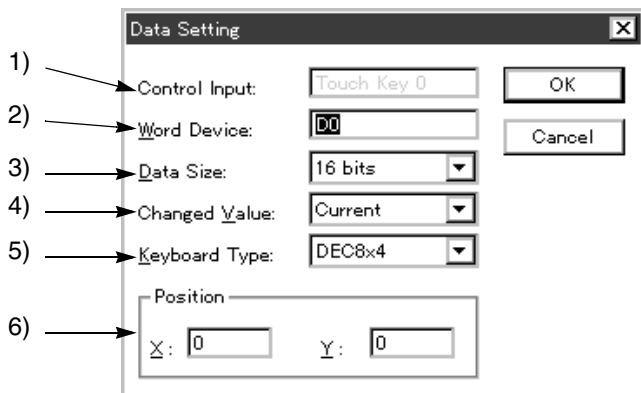 Data Setting
1) Control Input: Touch Key 0 OK
2) Word Device: D0 Cancel
3) Data Size: 16 bits
4) Changed Value: Current
5) Keyboard Type: DEC8x4
Position
6) X: 0 Y: 0